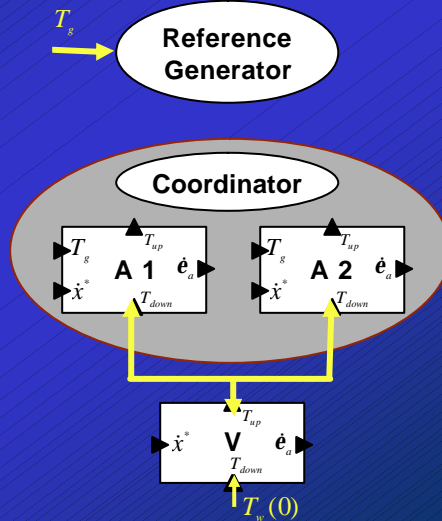 T_g
Reference
Generator
Coordinator
T_up T_up
T_g A 1 ė_a T_g A 2 ė_a
ẋ* T_down ẋ* T_down
T_up
ẋ* V ė_a
T_down
T_w(0)